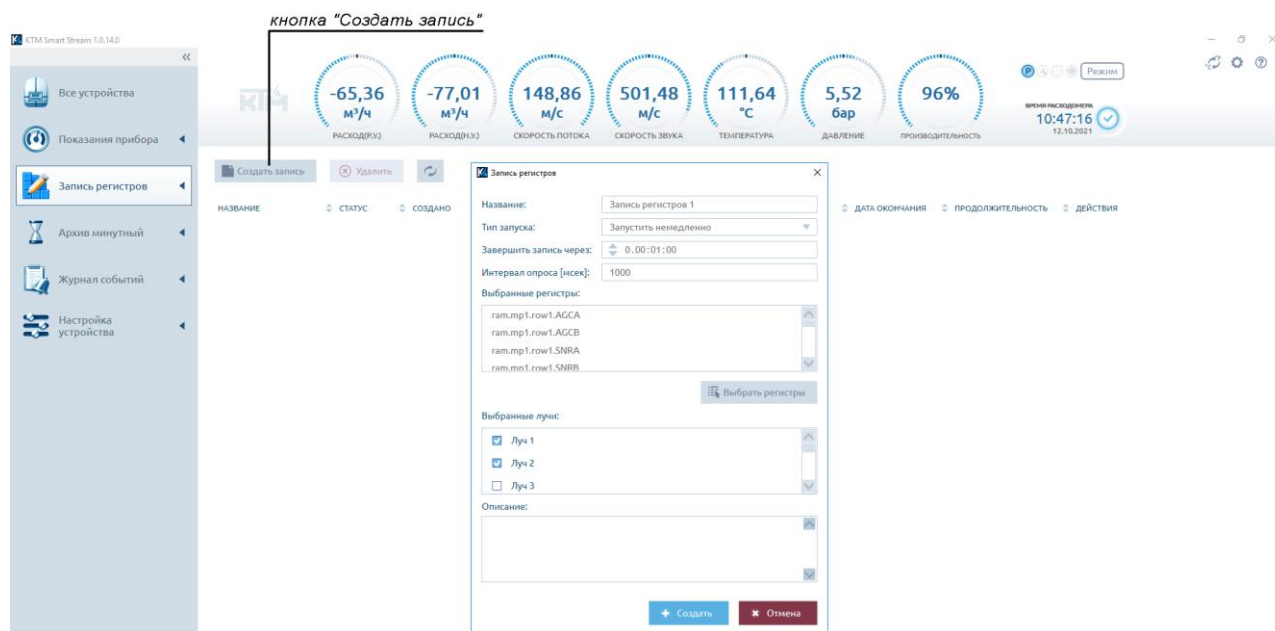 кнопка "Создать запись"
KTM Smart Stream 1.0.14.0
Все устройства
Показания прибора
Запись регистров
Архив минутный
Журнал событий
Настройка
устройства
КТМ
-65,36
м³/ч
РАСХОД(Р.У.)
-77,01
м³/ч
РАСХОД(Н.У.)
148,86
м/с
СКОРОСТЬ ПОТОКА
501,48
м/с
СКОРОСТЬ ЗВУКА
111,64
°C
ТЕМПЕРАТУРА
5,52
бар
ДАВЛЕНИЕ
96%
ПРОИЗВОДИТЕЛЬНОСТЬ
P
Режим
ВРЕМЯ РАСХОДОМЕРА
10:47:16
12.10.2021
Создать запись
Удалить
НАЗВАНИЕ
СТАТУС
СОЗДАНО
ДАТА ОКОНЧАНИЯ
ПРОДОЛЖИТЕЛЬНОСТЬ
ДЕЙСТВИЯ
Запись регистров
Название:
Запись регистров 1
Тип запуска:
Запустить немедленно
Завершить запись через:
0.00:01:00
Интервал опроса [мсек]:
1000
Выбранные регистры:
ram.mp1.row1.AGCA
ram.mp1.row1.AGCB
ram.mp1.row1.SNRA
ram.mp1.row1.SNRB
Выбрать регистры
Выбранные лучи:
Луч 1
Луч 2
Луч 3
Описание:
Создать
Отмена